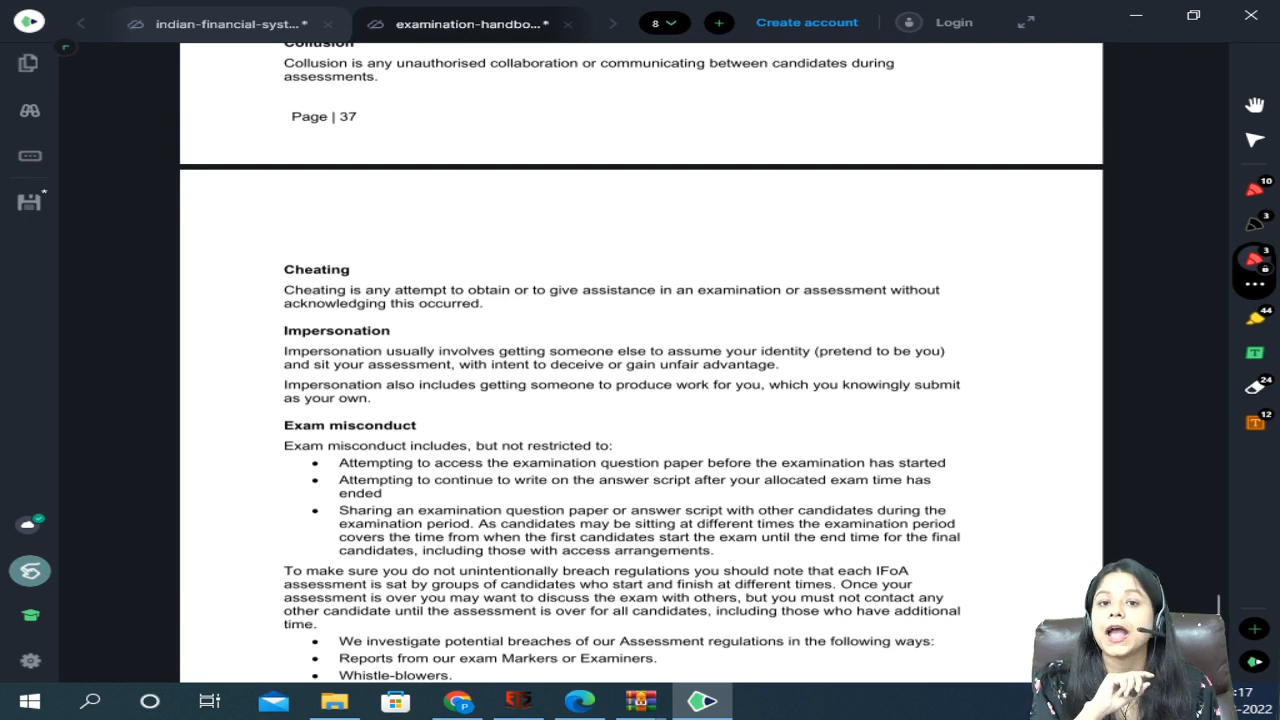 indian-financial-syst...*
examination-handbo...*
8
Create account
Login
Collusion
Collusion is any unauthorised collaboration or communicating between candidates during
assessments.
Page | 37
Cheating
Cheating is any attempt to obtain or to give assistance in an examination or assessment without
acknowledging this occurred.
Impersonation
Impersonation usually involves getting someone else to assume your identity (pretend to be you)
and sit your assessment, with intent to deceive or gain unfair advantage.
Impersonation also includes getting someone to produce work for you, which you knowingly submit
as your own.
Exam misconduct
Exam misconduct includes, but not restricted to:
• Attempting to access the examination question paper before the examination has started
• Attempting to continue to write on the answer script after your allocated exam time has
ended
• Sharing an examination question paper or answer script with other candidates during the
examination period. As candidates may be sitting at different times the examination period
covers the time from when the first candidates start the exam until the end time for the final
candidates, including those with access arrangements.
To make sure you do not unintentionally breach regulations you should note that each IFoA
assessment is sat by groups of candidates who start and finish at different times. Once your
assessment is over you may want to discuss the exam with others, but you must not contact any
other candidate until the assessment is over for all candidates, including those who have additional
time.
• We investigate potential breaches of our Assessment regulations in the following ways:
• Reports from our exam Markers or Examiners.
• Whistle-blowers.
10
3
3
44
T
24
T 12
:17
-2022